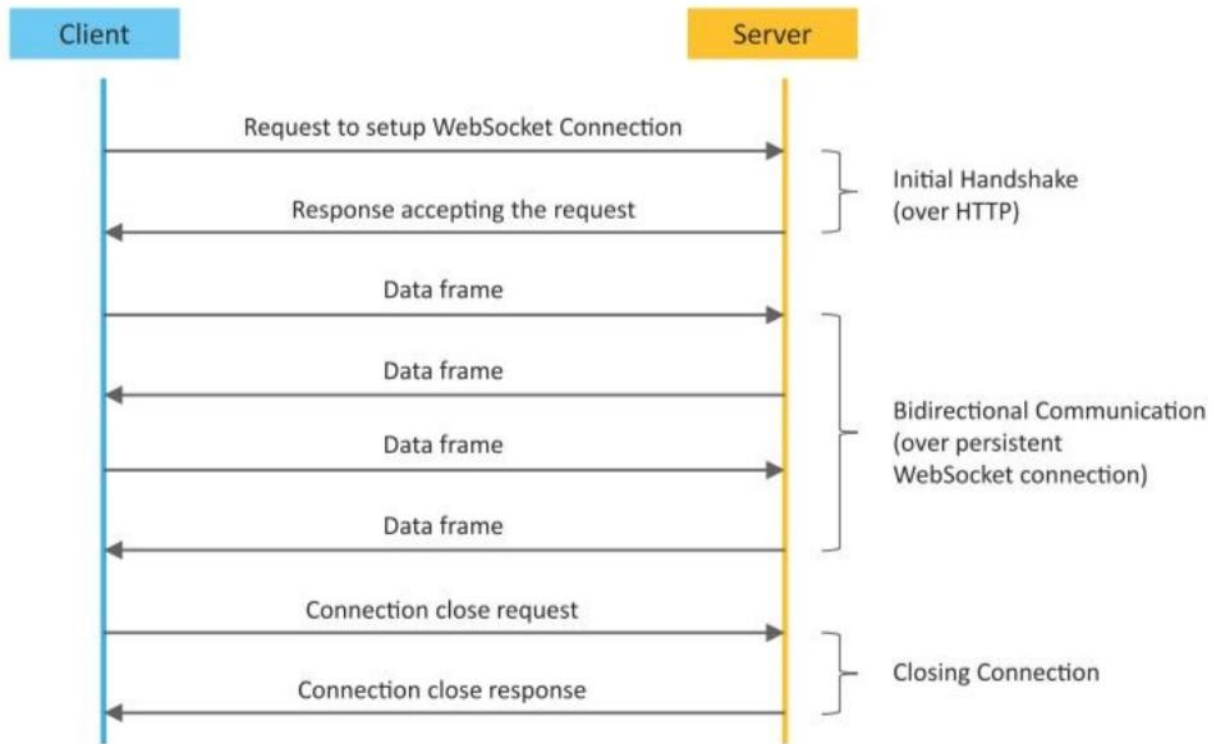 Client
Server
Request to setup WebSocket Connection
Response accepting the request
Initial Handshake
(over HTTP)
Data frame
Data frame
Data frame
Data frame
Bidirectional Communication
(over persistent
WebSocket connection)
Connection close request
Connection close response
Closing Connection